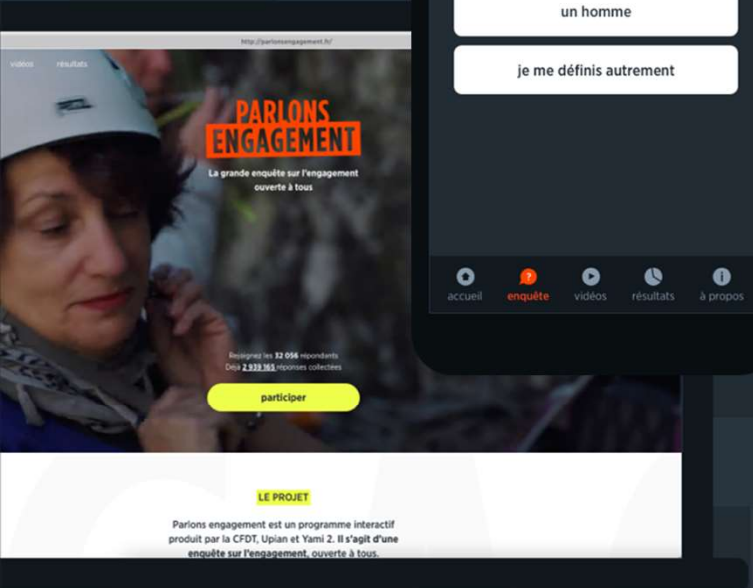 http://parlonsengagement.fr/
vidéos résultats
PARLONS
ENGAGEMENT
La grande enquête sur l'engagement
ouverte à tous
Rejoignez les 32 056 répondants
Déjà 2 939 165 réponses collectées
participer
LE PROJET
Parlons engagement est un programme interactif
produit par la CFDT, Upian et Yami 2. Il s'agit d'une
enquête sur l'engagement, ouverte à tous.
un homme
je me définis autrement
accueil enquête vidéos résultats à propos